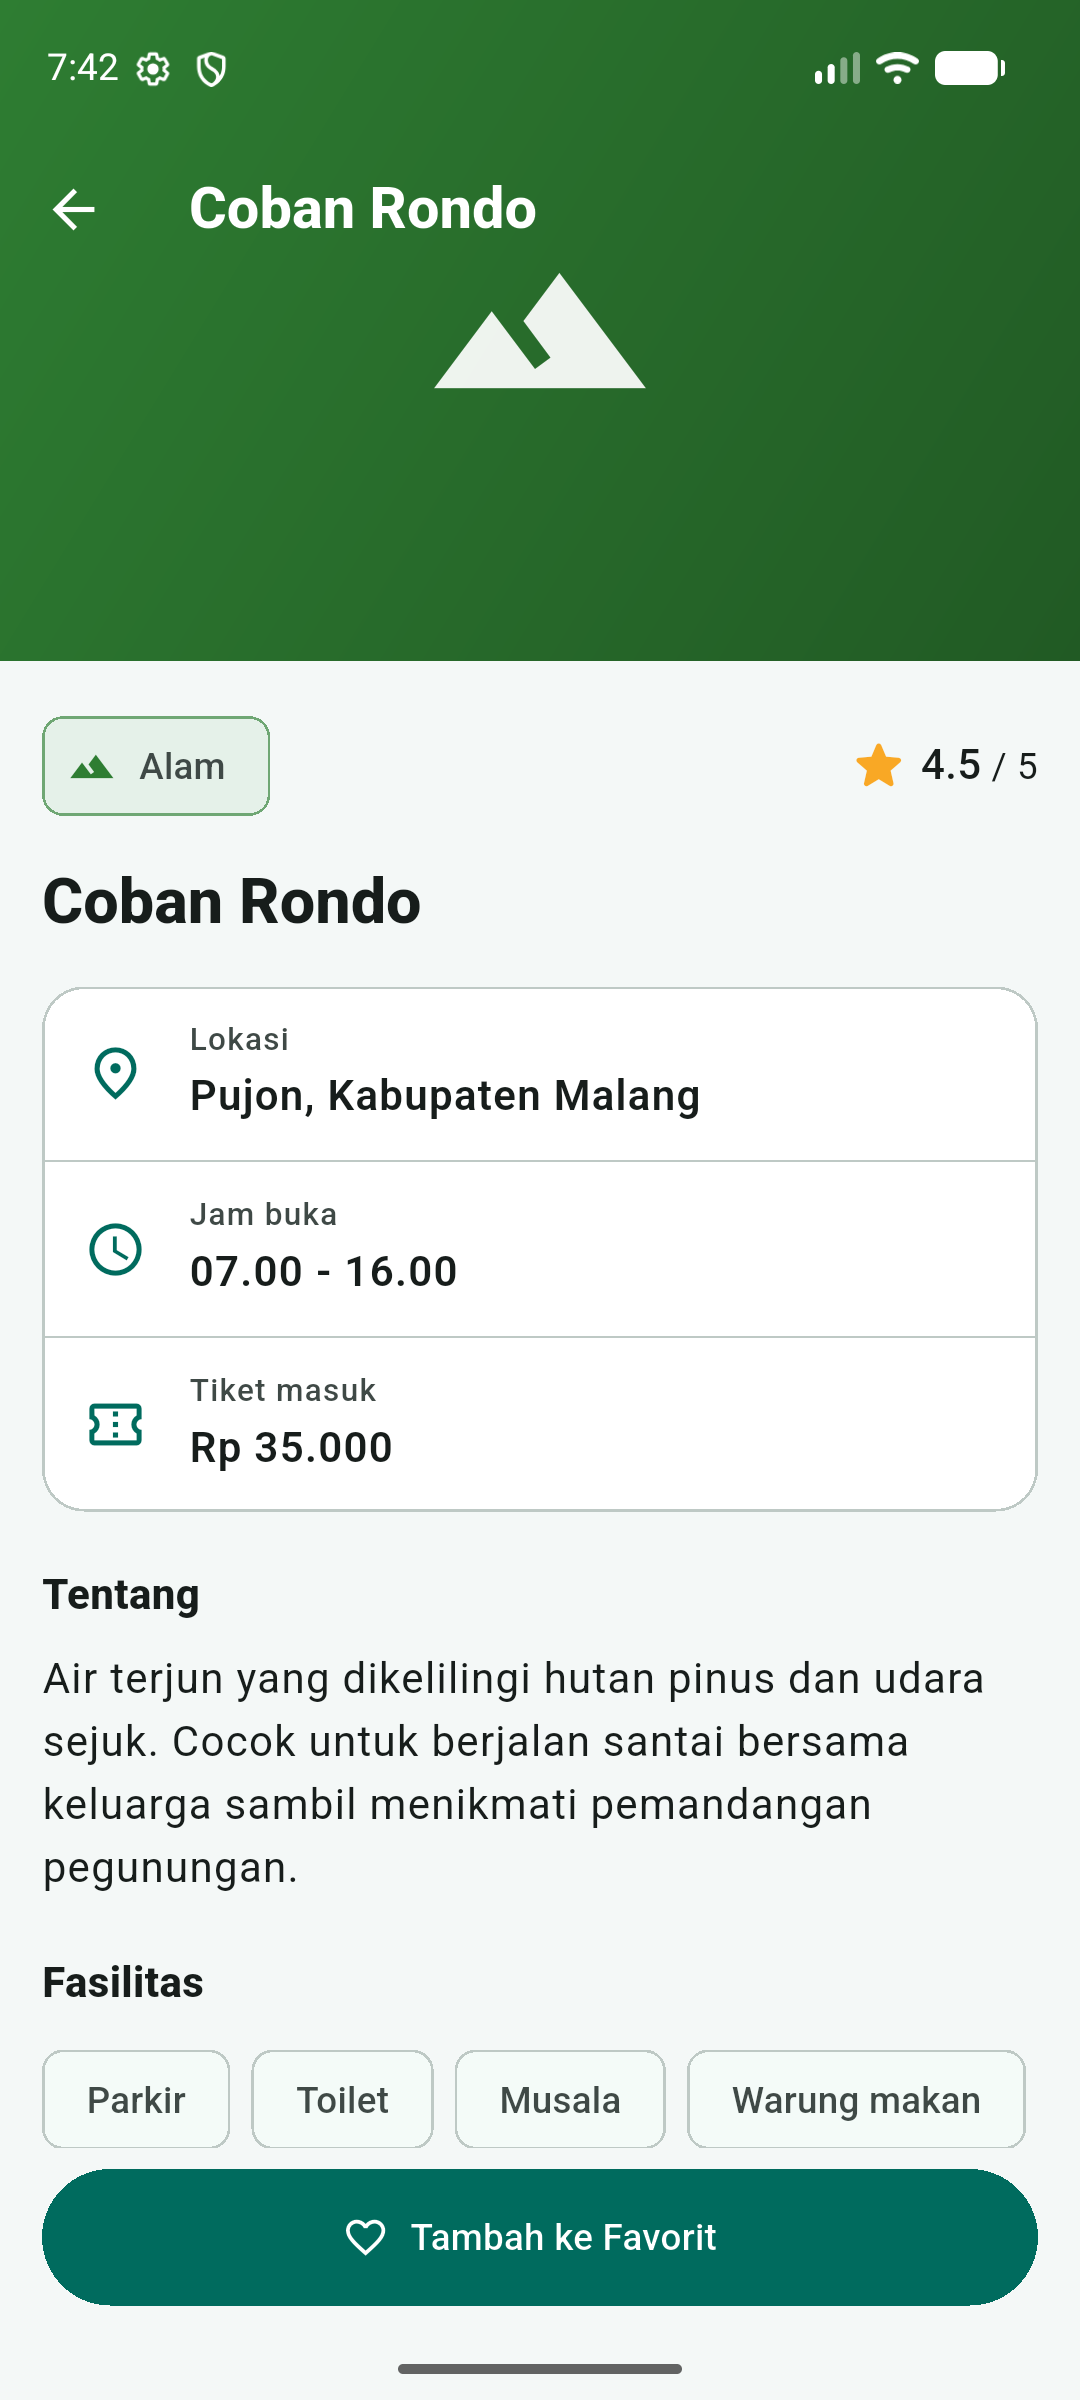 7:42
Coban Rondo
Alam
4.5 / 5
Coban Rondo
Lokasi
Pujon, Kabupaten Malang
Jam buka
07.00 - 16.00
Tiket masuk
Rp 35.000
Tentang
Air terjun yang dikelilingi hutan pinus dan udara
sejuk. Cocok untuk berjalan santai bersama
keluarga sambil menikmati pemandangan
pegunungan.
Fasilitas
Parkir Toilet Musala Warung makan
Tambah ke Favorit